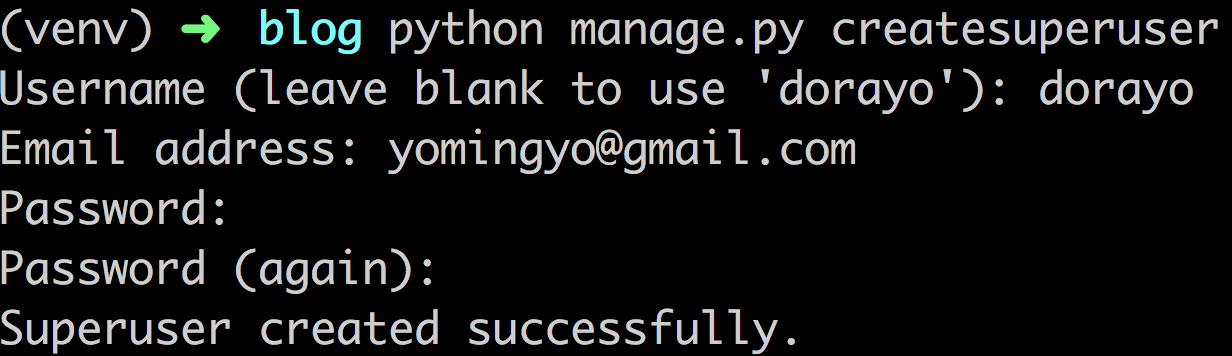 (venv) ➜ blog python manage.py createsuperuser
Username (leave blank to use 'dorayo'): dorayo
Email address: yomingyo@gmail.com
Password:
Password (again):
Superuser created successfully.